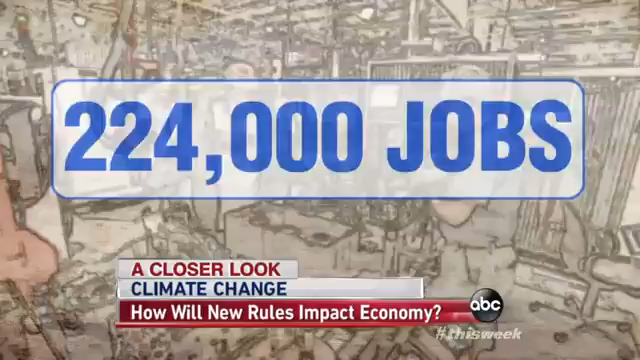 224,000 JOBS
A CLOSER LOOK
CLIMATE CHANGE
How Will New Rules Impact Economy?
abc
#thisweek